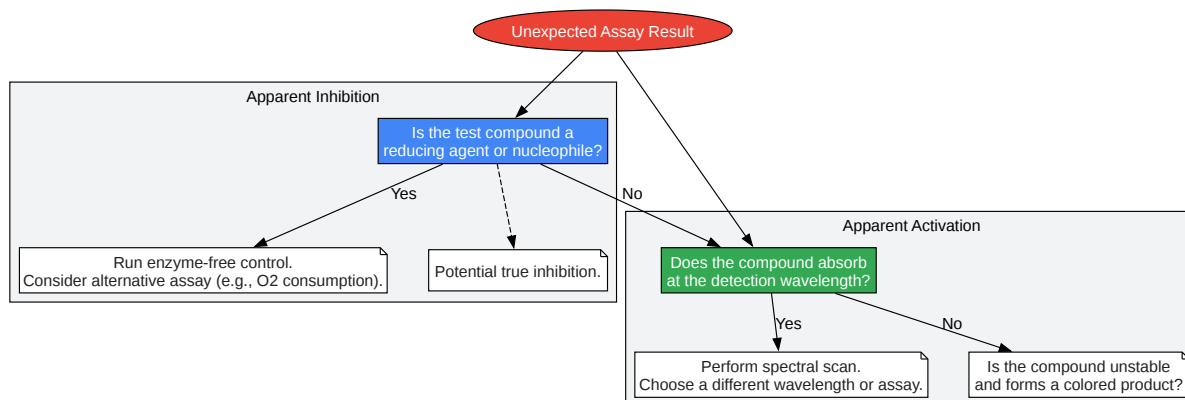 Unexpected Assay Result
Apparent Inhibition
Is the test compound a
reducing agent or nucleophile?
Yes
No
Run enzyme-free control.
Consider alternative assay (e.g., O2 consumption).
Potential true inhibition.
Apparent Activation
Does the compound absorb
at the detection wavelength?
Yes
No
Perform spectral scan.
Choose a different wavelength or assay.
Is the compound unstable
and forms a colored product?